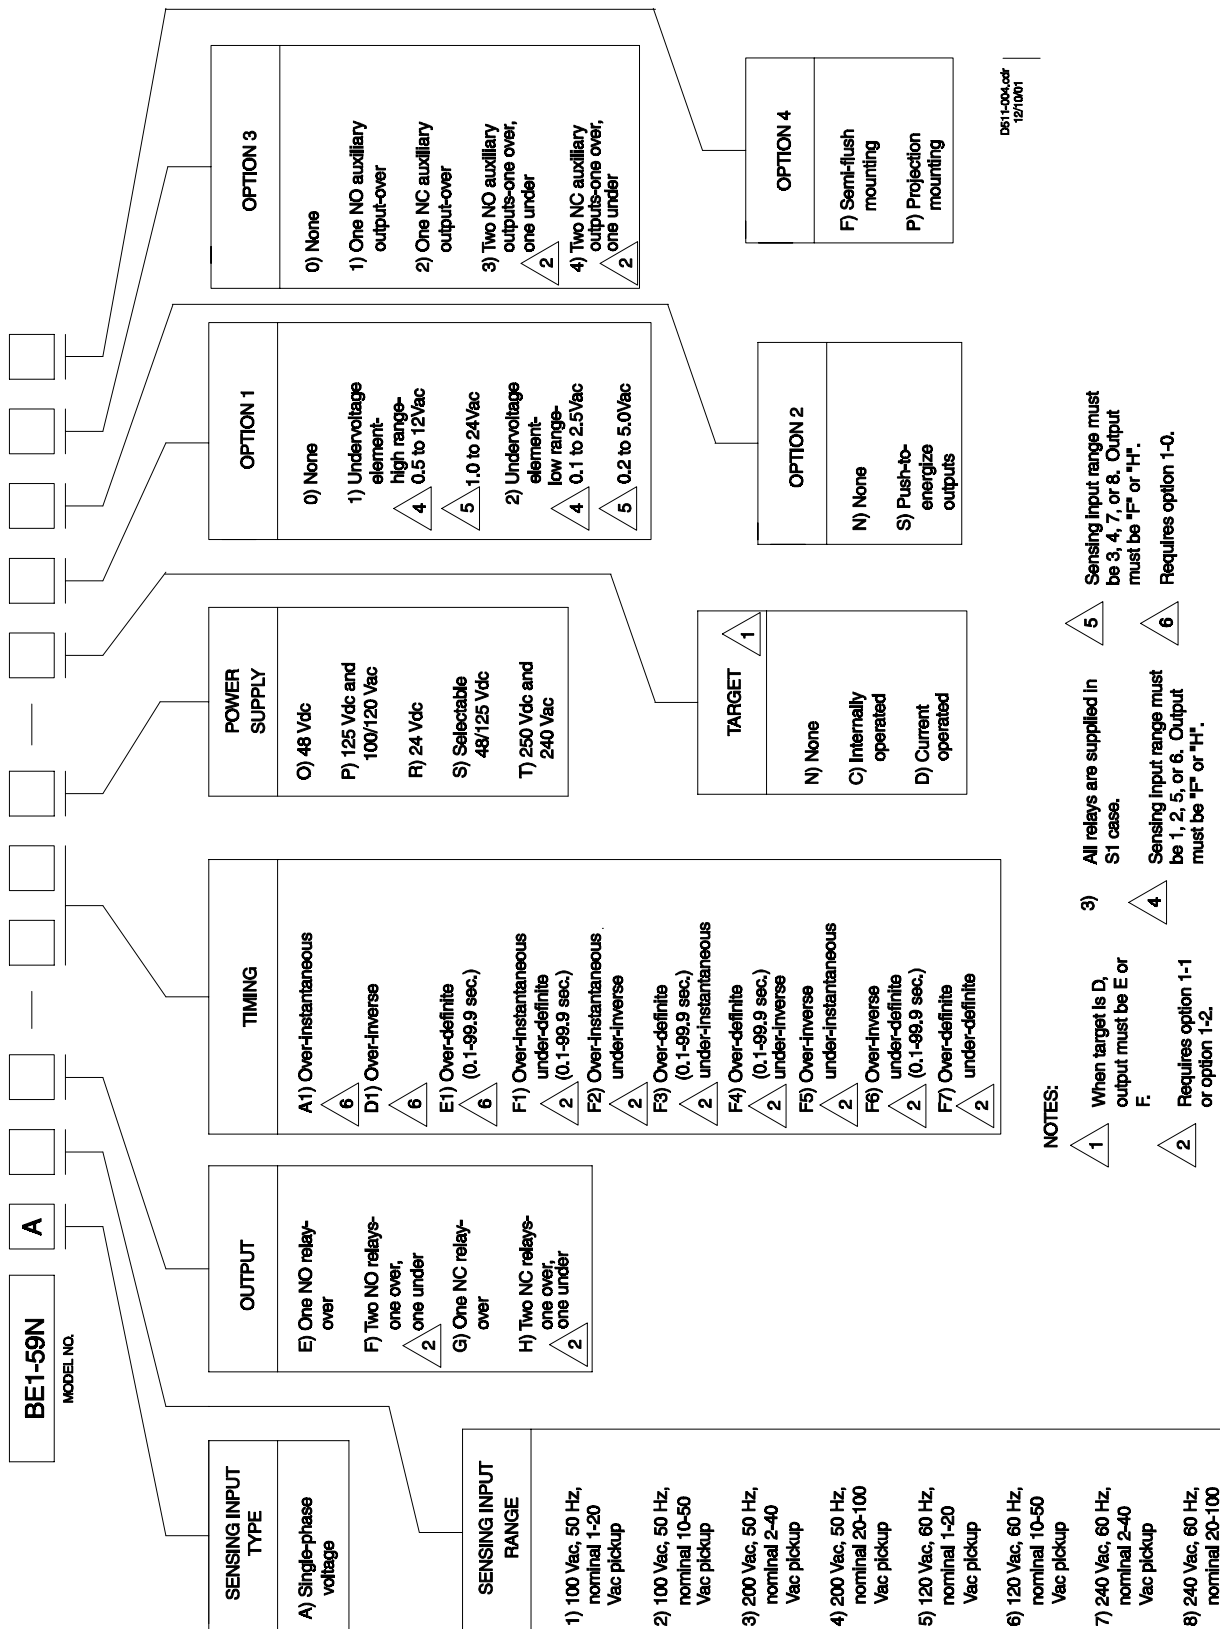 BE1-59N
MODEL NO.
A
SENSING INPUT
TYPE
A) Single-phase
voltage
SENSING INPUT
RANGE
1) 100 Vac, 50 Hz,
nominal 1-20
Vac pickup
2) 100 Vac, 50 Hz,
nominal 10-50
Vac pickup
3) 200 Vac, 50 Hz,
nominal 2-40
Vac pickup
4) 200 Vac, 50 Hz,
nominal 20-100
Vac pickup
5) 120 Vac, 60 Hz,
nominal 1-20
Vac pickup
6) 120 Vac, 60 Hz,
nominal 10-50
Vac pickup
7) 240 Vac, 60 Hz,
nominal 2-40
Vac pickup
8) 240 Vac, 60 Hz,
nominal 20-100
OUTPUT
E) One NO relay-
over
F) Two NO relays-
one over,
one under
2
G) One NC relay-
over
H) Two NC relays-
one over,
one under
2
TIMING
A1) Over-instantaneous
6
D1) Over-inverse
6
E1) Over-definite
(0.1-99.9 sec.)
6
F1) Over-instantaneous
under-definite
(0.1-99.9 sec.)
2
F2) Over-instantaneous
under-inverse
2
F3) Over-definite
(0.1-99.9 sec.)
under-instantaneous
2
F4) Over-definite
(0.1-99.9 sec.)
under-inverse
2
F5) Over-inverse
under-instantaneous
2
F6) Over-inverse
under-definite
(0.1-99.9 sec.)
2
F7) Over-definite
under-definite
2
POWER
SUPPLY
O) 48 Vdc
P) 125 Vdc and
100/120 Vac
R) 24 Vdc
S) Selectable
48/125 Vdc
T) 250 Vdc and
240 Vac
TARGET
1
N) None
C) Internally
operated
D) Current
operated
OPTION 1
0) None
1) Undervoltage
element-
high range-
4 0.5 to 12Vac
5 1.0 to 24Vac
2) Undervoltage
element-
low range-
4 0.1 to 2.5Vac
5 0.2 to 5.0Vac
OPTION 2
N) None
S) Push-to-
energize
outputs
OPTION 3
0) None
1) One NO auxiliary
output-over
2) One NC auxiliary
output-over
3) Two NO auxiliary
outputs-one over,
one under
2
4) Two NC auxiliary
outputs-one over,
one under
2
OPTION 4
F) Semi-flush
mounting
P) Projection
mounting
NOTES:
1 When target is D,
output must be E or
F.
2 Requires option 1-1
or option 1-2.
3) All relays are supplied in
S1 case.
4 Sensing input range must
be 1, 2, 5, or 6. Output
must be "F" or "H".
5 Sensing input range must
be 3, 4, 7, or 8. Output
must be "F" or "H".
6 Requires option 1-0.
D511-004.cdr
12/10/01